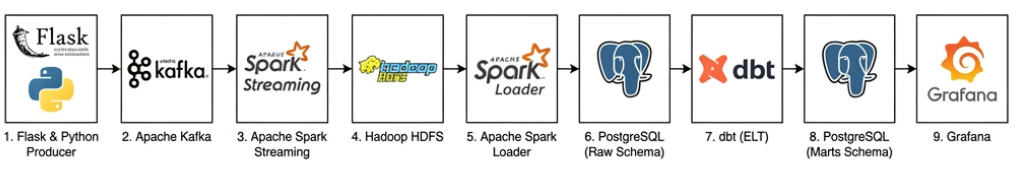 Flask
APACHE
kafka
APACHE
Spark
Streaming
hadoop
HDFS
APACHE
Spark
Loader
dbt
Grafana
1. Flask & Python
Producer
2. Apache Kafka
3. Apache Spark
Streaming
4. Hadoop HDFS
5. Apache Spark
Loader
6. PostgreSQL
(Raw Schema)
7. dbt (ELT)
8. PostgreSQL
(Marts Schema)
9. Grafana